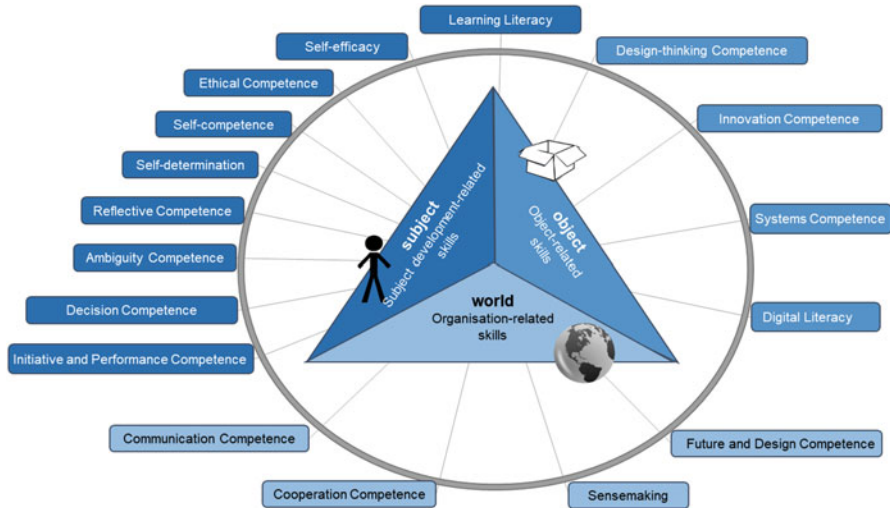 Learning Literacy
Self-efficacy
Design-thinking Competence
Ethical Competence
Innovation Competence
Self-competence
Self-determination
Reflective Competence
Systems Competence
Ambiguity Competence
Decision Competence
Digital Literacy
Initiative and Performance Competence
subject
Subject development-related
skills
object
Object-related
skills
world
Organisation-related
skills
Communication Competence
Future and Design Competence
Cooperation Competence
Sensemaking